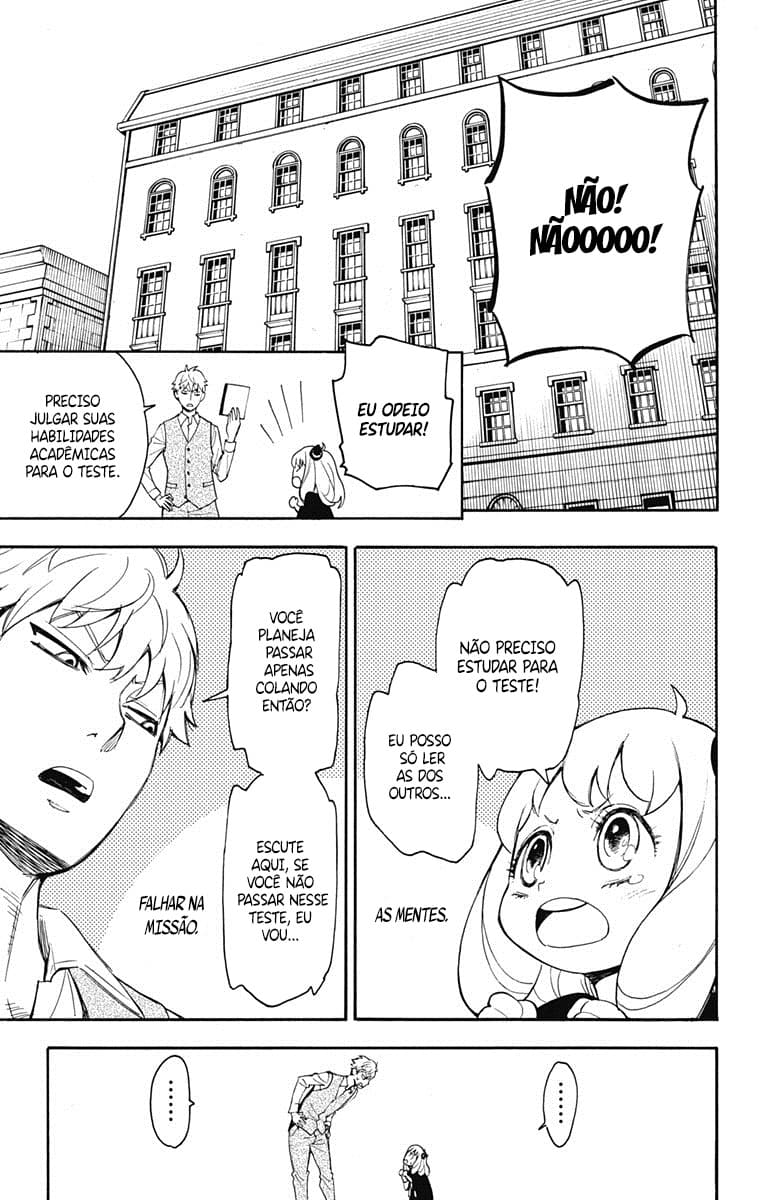 NÃO!
NÃOOOOO!
EU ODEIO
ESTUDAR!
PRECISO
JULGAR SUAS
HABILIDADES
ACADÊMICAS
PARA O TESTE.
NÃO PRECISO
ESTUDAR PARA
O TESTE!
EU POSSO
SÓ LER
AS DOS
OUTROS...
AS MENTES.
VOCÊ
PLANEJA
PASSAR
APENAS
COLANDO
ENTÃO?
ESCUTE
AQUI, SE
VOCÊ NÃO
PASSAR NESSE
TESTE, EU
VOU...
FALHAR NA
MISSÃO.
......
......